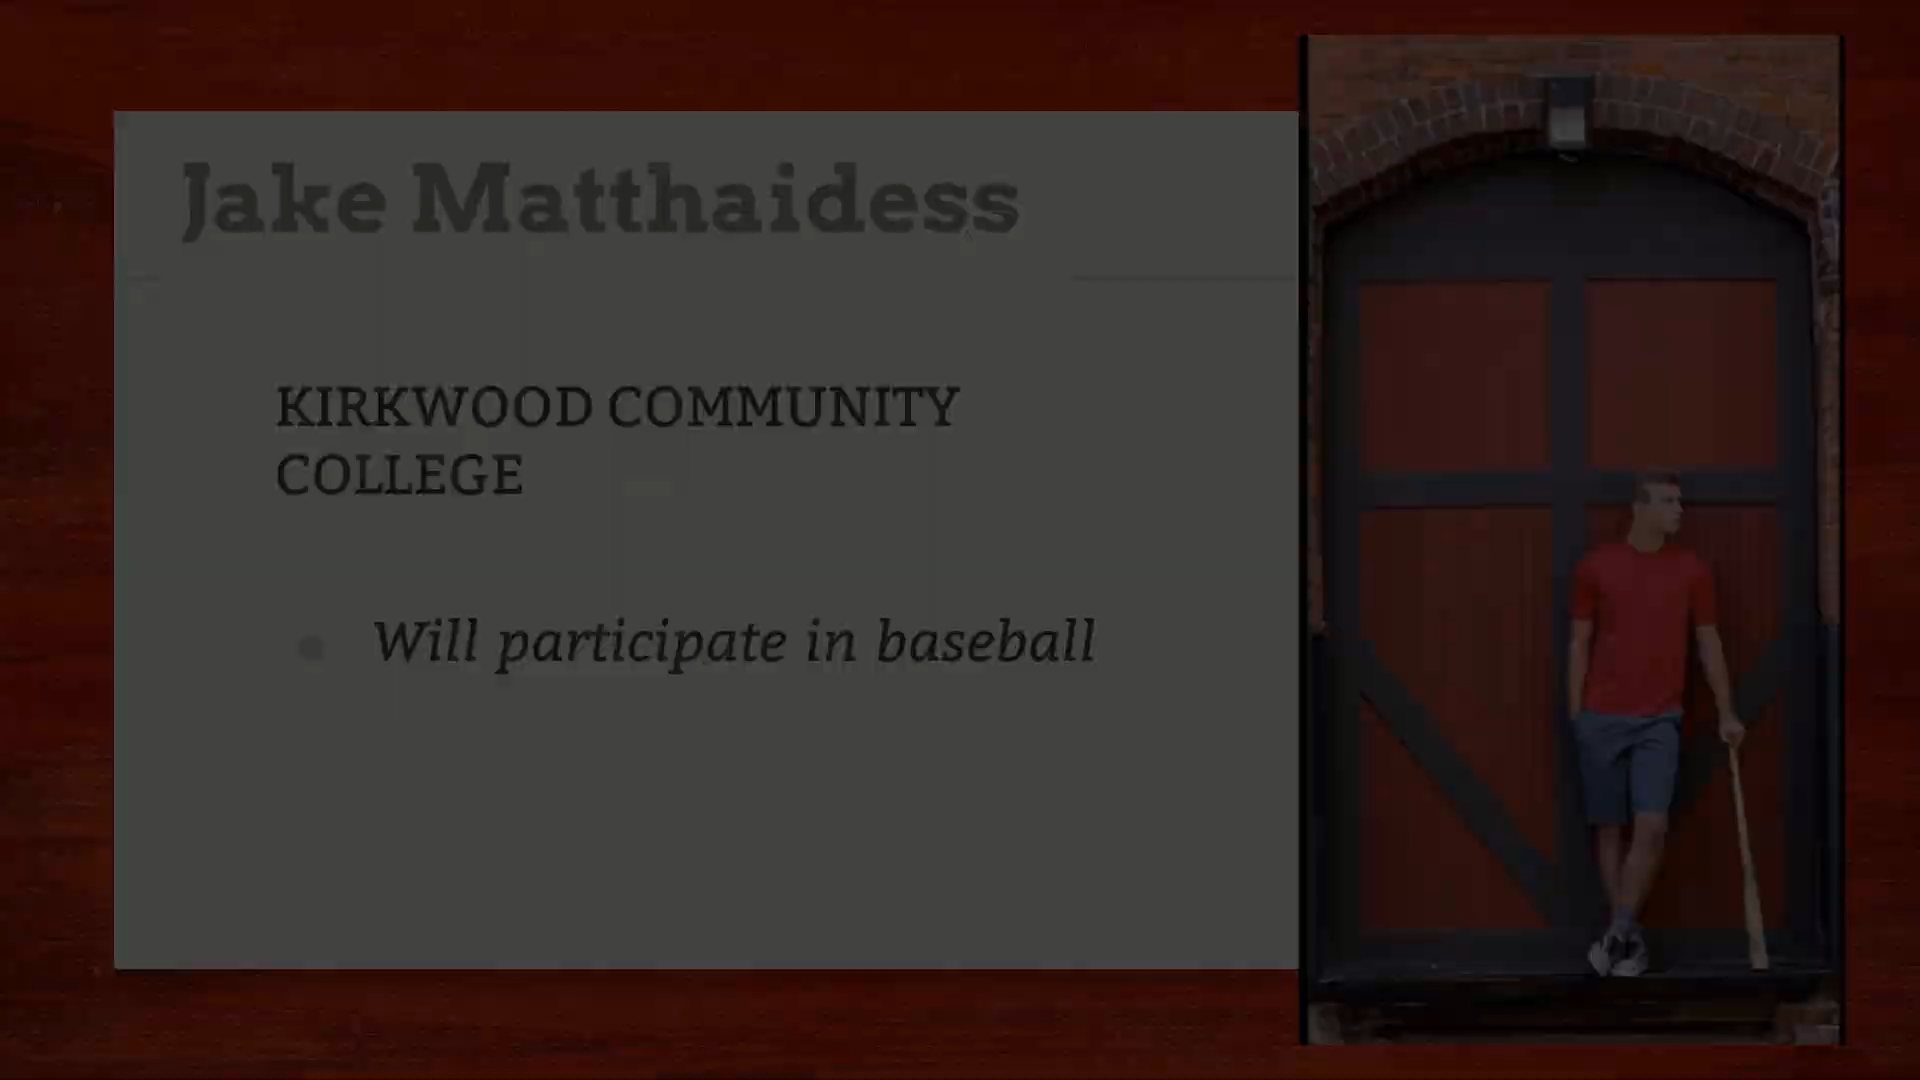 Jake Matthaidess
KIRKWOOD COMMUNITY
COLLEGE
Will participate in baseball